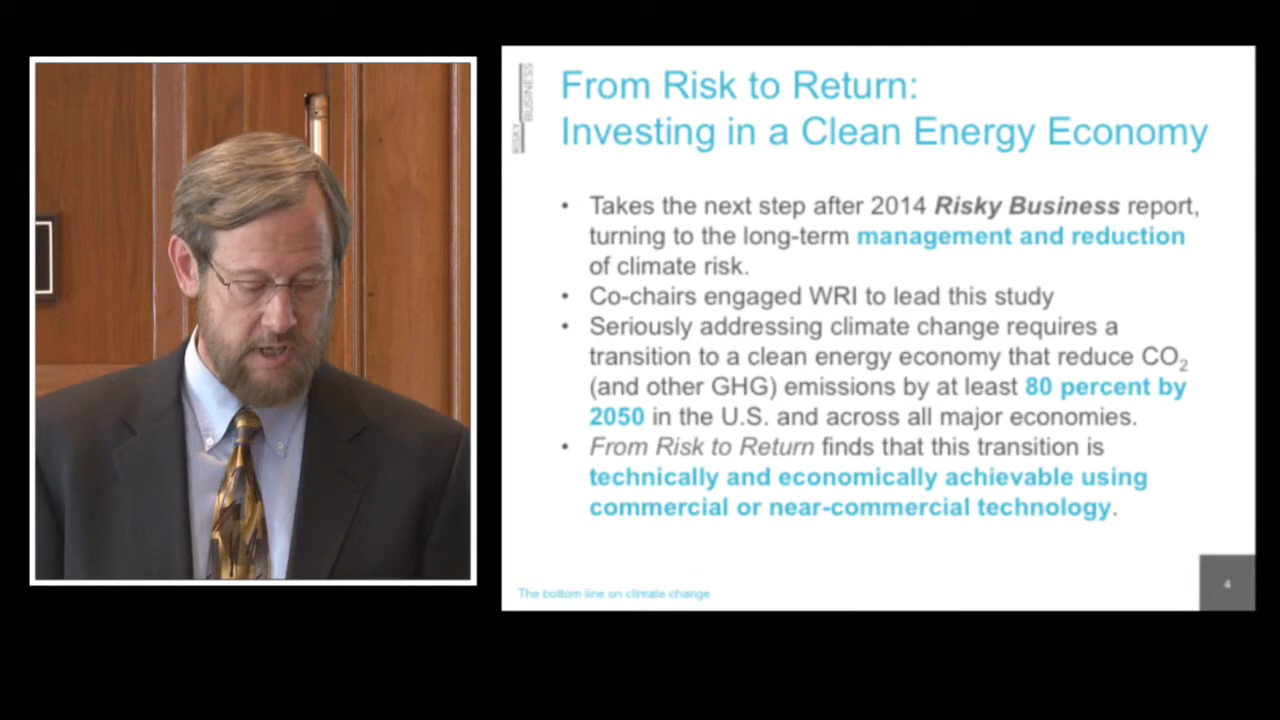 RISKY BUSINESS
From Risk to Return:
Investing in a Clean Energy Economy
• Takes the next step after 2014 Risky Business report,
turning to the long-term management and reduction
of climate risk.
• Co-chairs engaged WRI to lead this study
• Seriously addressing climate change requires a
transition to a clean energy economy that reduce CO₂
(and other GHG) emissions by at least 80 percent by
2050 in the U.S. and across all major economies.
• From Risk to Return finds that this transition is
technically and economically achievable using
commercial or near-commercial technology.
The bottom line on climate change
4